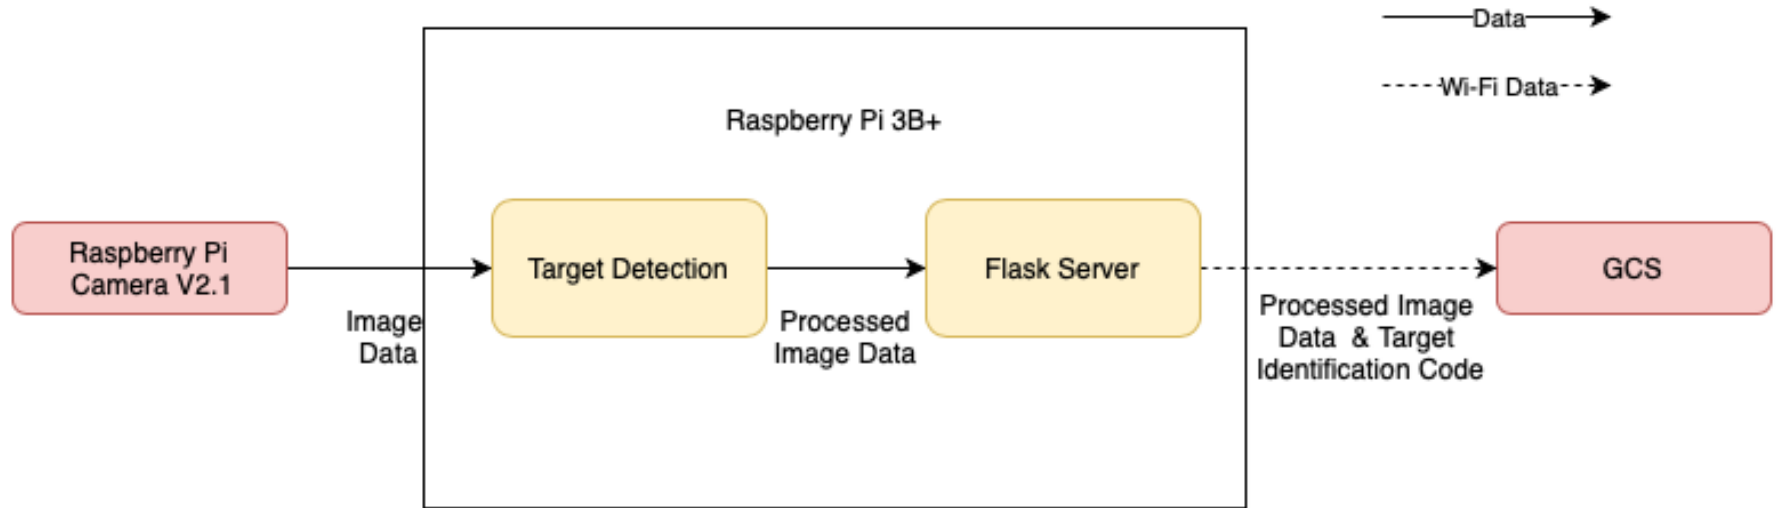 Data
Wi-Fi Data
Raspberry Pi 3B+
Raspberry Pi
Camera V2.1
Image
Data
Target Detection
Processed
Image Data
Flask Server
Processed Image
Data & Target
Identification Code
GCS